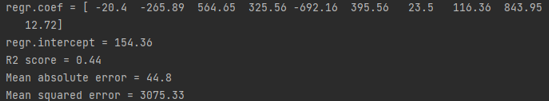 regr.coef = [ -20.4 -265.89 564.65 325.56 -692.16 395.56 23.5 116.36 843.95
12.72]
regr.intercept = 154.36
R2 score = 0.44
Mean absolute error = 44.8
Mean squared error = 3075.33